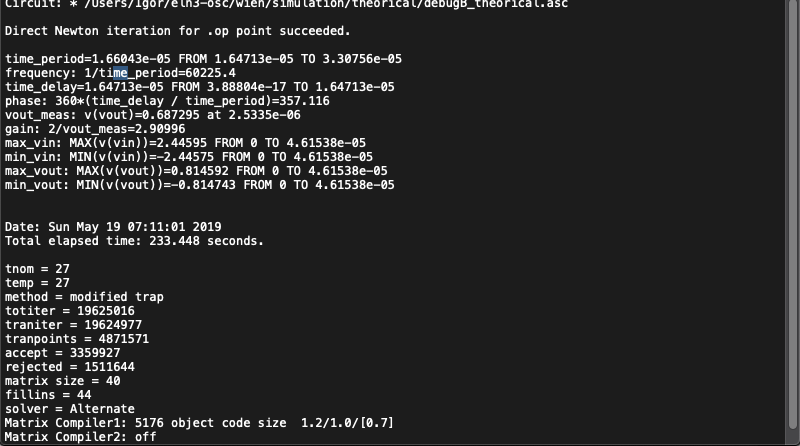 Circuit: * /Users/Igor/eln3-osc/wien/simulation/theorical/debugB_theorical.asc
Direct Newton iteration for .op point succeeded.
time_period=1.66043e-05 FROM 1.64713e-05 TO 3.30756e-05
frequency: 1/time_period=60225.4
time_delay=1.64713e-05 FROM 3.88804e-17 TO 1.64713e-05
phase: 360*(time_delay / time_period)=357.116
vout_meas: v(vout)=0.687295 at 2.5335e-06
gain: 2/vout_meas=2.90996
max_vin: MAX(v(vin))=2.44595 FROM 0 TO 4.61538e-05
min_vin: MIN(v(vin))=-2.44575 FROM 0 TO 4.61538e-05
max_vout: MAX(v(vout))=0.814592 FROM 0 TO 4.61538e-05
min_vout: MIN(v(vout))=-0.814743 FROM 0 TO 4.61538e-05
Date: Sun May 19 07:11:01 2019
Total elapsed time: 233.448 seconds.
tnom = 27
temp = 27
method = modified trap
totiter = 19625016
traniter = 19624977
tranpoints = 4871571
accept = 3359927
rejected = 1511644
matrix size = 40
fillins = 44
solver = Alternate
Matrix Compiler1: 5176 object code size  1.2/1.0/[0.7]
Matrix Compiler2: off